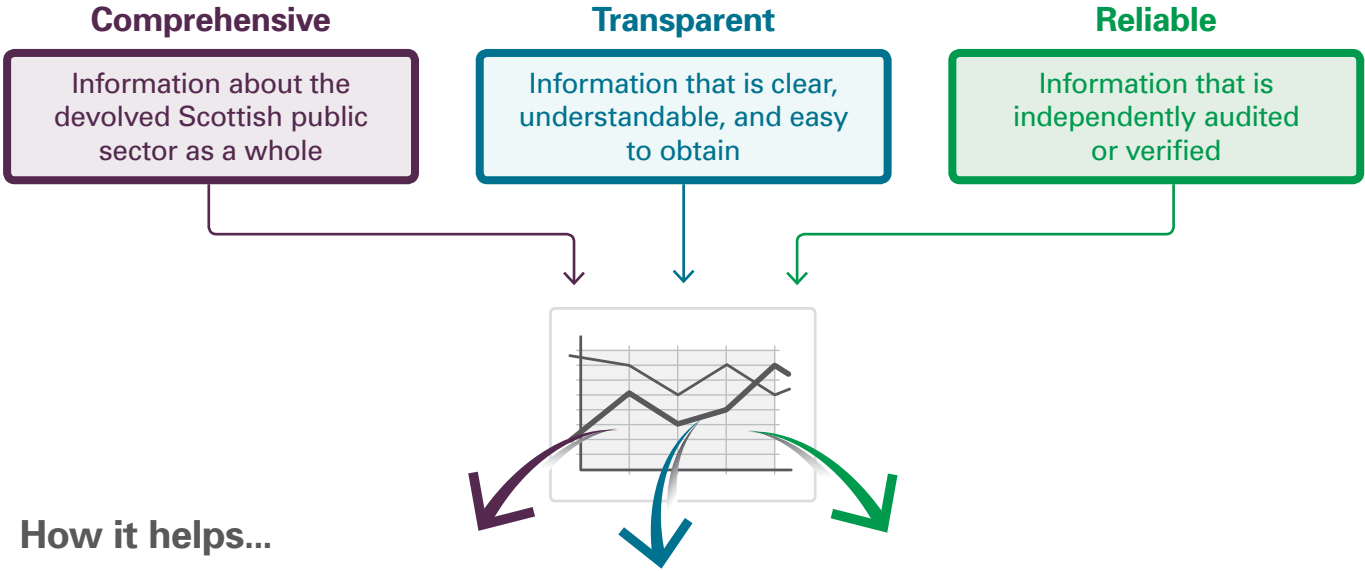 Comprehensive
Information about the
devolved Scottish public
sector as a whole
Transparent
Information that is clear,
understandable, and easy
to obtain
Reliable
Information that is
independently audited
or verified
How it helps...